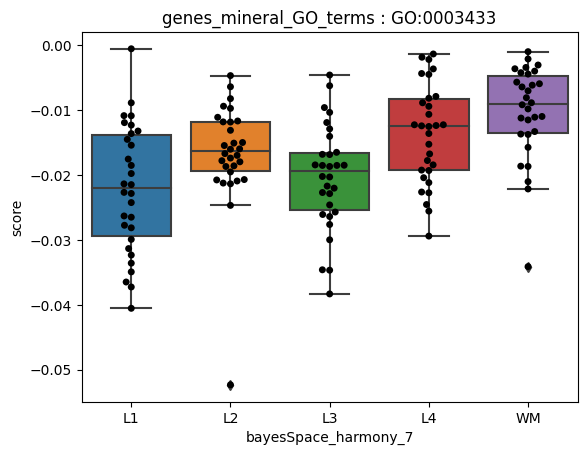 genes_mineral_GO_terms : GO:0003433
0.00
−0.01
−0.02
−0.03
−0.04
−0.05
score
L1 L2 L3 L4 WM
bayesSpace_harmony_7